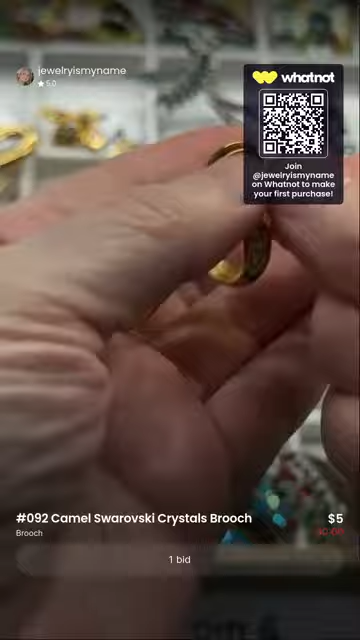 jewelryismyname
5.0
whatnot
Join
@jewelryismyname
on Whatnot to make
your first purchase!
#092 Camel Swarovski Crystals Brooch
$5
Brooch
1 bid